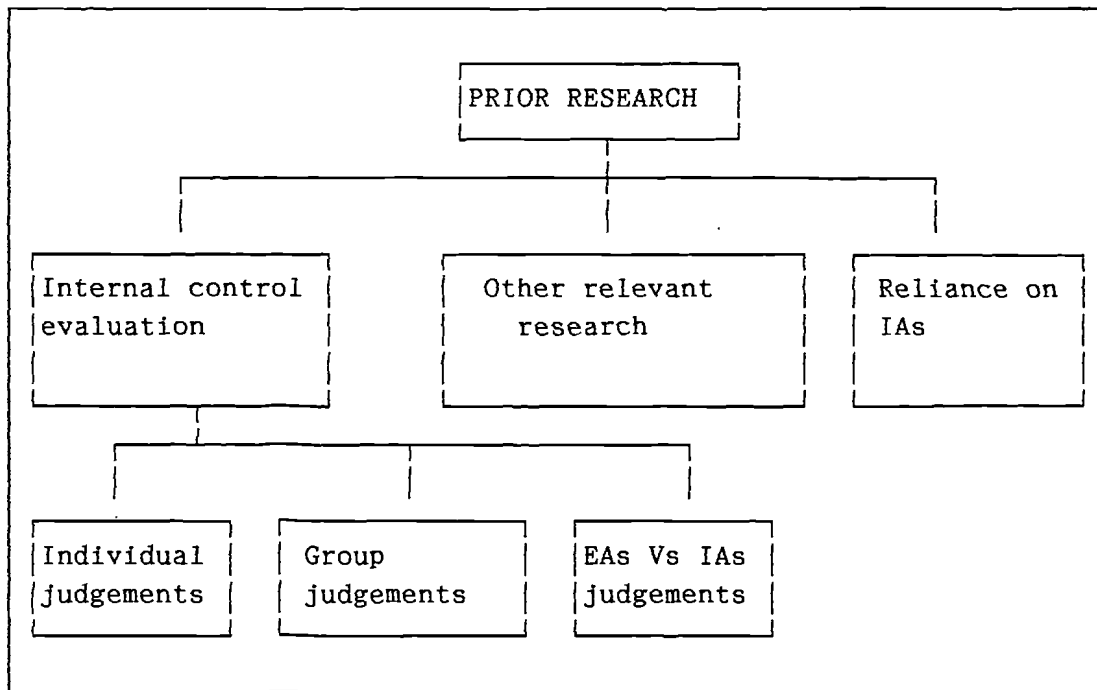 PRIOR RESEARCH
Internal control
evaluation
Other relevant
research
Reliance on
IAs
Individual
judgements
Group
judgements
EAs Vs IAs
judgements